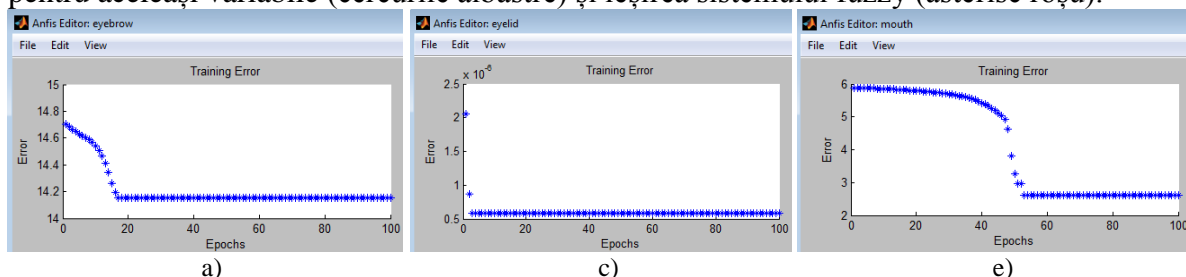 pentru aceleași variabile (cercurile albastre) și ieșirea sistemului fuzzy (asterisc roșu).
Anfis Editor: eyebrow
File Edit View
Training Error
15
14.8
14.6
14.4
14.2
14
Error
0 20 40 60 80 100
Epochs
a)
Anfis Editor: eyelid
File Edit View
x 10^-6
Training Error
2.5
2
1.5
1
0.5
Error
0 20 40 60 80 100
Epochs
c)
Anfis Editor: mouth
File Edit View
Training Error
6
5
4
3
2
Error
0 20 40 60 80 100
Epochs
e)